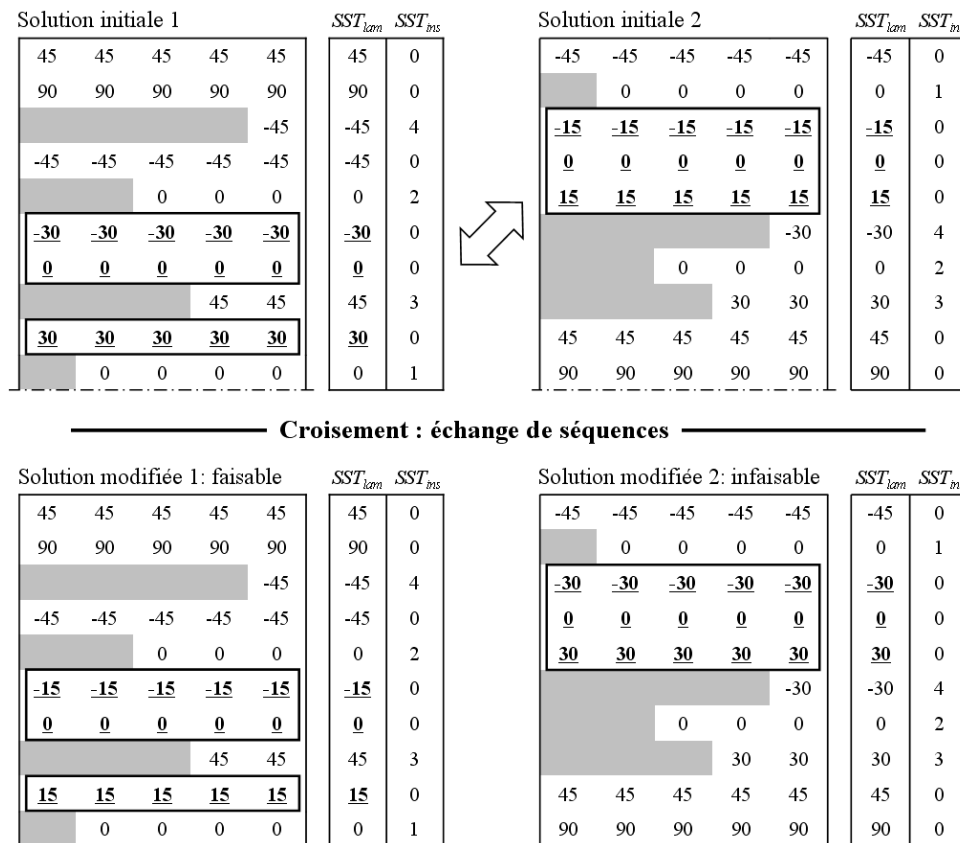 Solution initiale 1 SST_lam SST_ins
45 45 45 45 45 45 0
90 90 90 90 90 90 0
-45 -45 4
-45 -45 -45 -45 -45 -45 0
0 0 0 0 2
-30 -30 -30 -30 -30 -30 0
0 0 0 0 0 0 0
45 45 45 3
30 30 30 30 30 30 0
0 0 0 0 0 1
Solution initiale 2 SST_lam SST_in
-45 -45 -45 -45 -45 -45 0
0 0 0 0 0 1
-15 -15 -15 -15 -15 -15 0
0 0 0 0 0 0 0
15 15 15 15 15 15 0
-30 -30 4
0 0 0 0 2
30 30 30 3
45 45 45 45 45 45 0
90 90 90 90 90 90 0
Croisement : échange de séquences
Solution modifiée 1: faisable SST_lam SST_ins
45 45 45 45 45 45 0
90 90 90 90 90 90 0
-45 -45 4
-45 -45 -45 -45 -45 -45 0
0 0 0 0 2
-15 -15 -15 -15 -15 -15 0
0 0 0 0 0 0 0
45 45 45 3
15 15 15 15 15 15 0
0 0 0 0 0 1
Solution modifiée 2: infaisable SST_lam SST_in
-45 -45 -45 -45 -45 -45 0
0 0 0 0 0 1
-30 -30 -30 -30 -30 -30 0
0 0 0 0 0 0 0
30 30 30 30 30 30 0
-30 -30 4
0 0 0 0 2
30 30 30 3
45 45 45 45 45 45 0
90 90 90 90 90 90 0